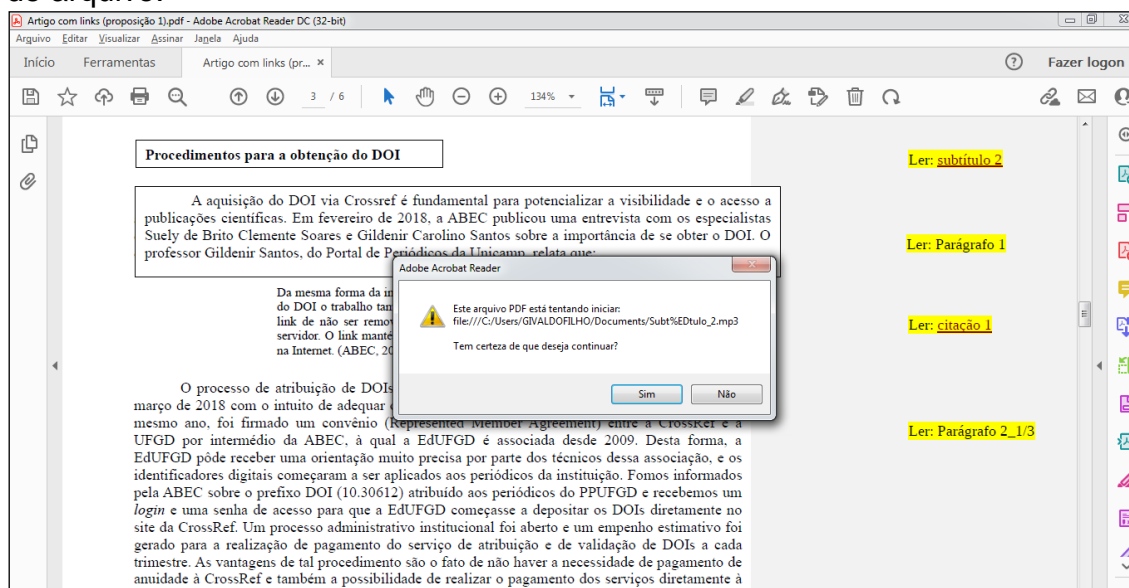 Artigo com links (proposição 1).pdf - Adobe Acrobat Reader DC (32-bit)
Arquivo Editar Visualizar Assinar Janela Ajuda
Início Ferramentas Artigo com links (pr... × Fazer logon
3 / 6 134%
Procedimentos para a obtenção do DOI
Ler: subtítulo 2
A aquisição do DOI via Crossref é fundamental para potencializar a visibilidade e o acesso a
publicações científicas. Em fevereiro de 2018, a ABEC publicou uma entrevista com os especialistas
Suely de Brito Clemente Soares e Gildenir Carolino Santos sobre a importância de se obter o DOI. O
professor Gildenir Santos, do Portal de Periódicos da Unicamp, relata que:
Ler: Parágrafo 1
Adobe Acrobat Reader
Este arquivo PDF está tentando iniciar:
file:///C:/Users/GIVALDOFILHO/Documents/Subt%EDtulo_2.mp3
Tem certeza de que deseja continuar?
Sim Não
Da mesma forma da
do DOI o trabalho
link de não ser
servidor. O link
na Internet. (ABEC,
Ler: citação 1
O processo de atribuição de DOIs
março de 2018 com o intuito de adequar
mesmo ano, foi firmado um convênio (Represented Member Agreement) entre a CrossRef e a
UFGD por intermédio da ABEC, à qual a EdUFGD é associada desde 2009. Desta forma, a
Ler: Parágrafo 2_1/3
EdUFGD pôde receber uma orientação muito precisa por parte dos técnicos dessa associação, e os
identificadores digitais começaram a ser aplicados aos periódicos da instituição. Fomos informados
pela ABEC sobre o prefixo DOI (10.30612) atribuído aos periódicos do PPUFGD e recebemos um
login e uma senha de acesso para que a EdUFGD começasse a depositar os DOIs diretamente no
site da CrossRef. Um processo administrativo institucional foi aberto e um empenho estimativo foi
gerado para a realização de pagamento do serviço de atribuição e de validação de DOIs a cada
trimestre. As vantagens de tal procedimento são o fato de não haver a necessidade de pagamento de
anuidade à CrossRef e também a possibilidade de realizar o pagamento dos serviços diretamente à